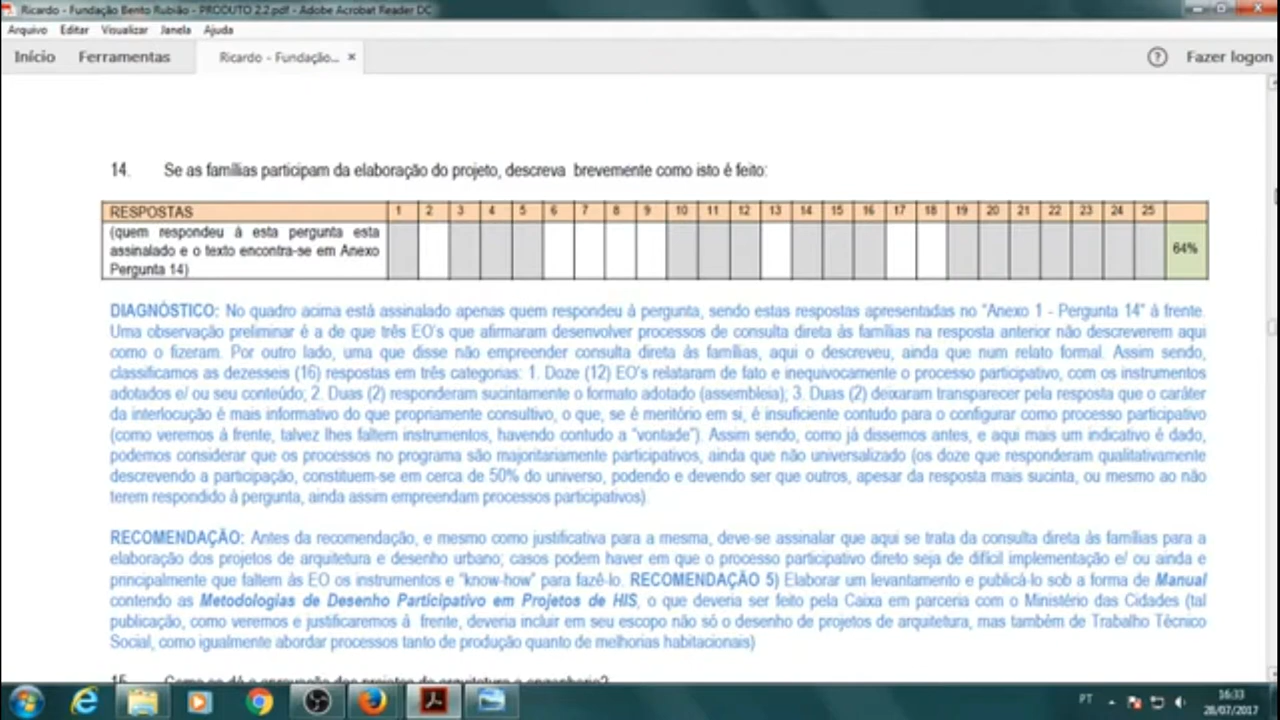 Ricardo - Fundação Bento Rubião - PRODUTO 2.2.pdf - Adobe Acrobat Reader DC
Arquivo Editar Visualizar Janela Ajuda
Início Ferramentas Ricardo - Fundação... × ? Fazer logon
14. Se as famílias participam da elaboração do projeto, descreva brevemente como isto é feito:
RESPOSTAS 1 2 3 4 5 6 7 8 9 10 11 12 13 14 15 16 17 18 19 20 21 22 23 24 25
(quem respondeu à esta pergunta esta
assinalado e o texto encontra-se em Anexo
Pergunta 14)
64%
DIAGNÓSTICO: No quadro acima está assinalado apenas quem respondeu à pergunta, sendo estas respostas apresentadas no "Anexo 1 - Pergunta 14" à frente.
Uma observação preliminar é a de que três EO's que afirmaram desenvolver processos de consulta direta às famílias na resposta anterior não descreverem aqui
como o fizeram. Por outro lado, uma que disse não empreender consulta direta às famílias, aqui o descreveu, ainda que num relato formal. Assim sendo,
classificamos as dezesseis (16) respostas em três categorias: 1. Doze (12) EO's relataram de fato e inequivocamente o processo participativo, com os instrumentos
adotados e/ ou seu conteúdo; 2. Duas (2) responderam sucintamente o formato adotado (assembleia); 3. Duas (2) deixaram transparecer pela resposta que o caráter
da interlocução é mais informativo do que propriamente consultivo, o que, se é meritório em si, é insuficiente contudo para o configurar como processo participativo
(como veremos à frente, talvez lhes faltem instrumentos, havendo contudo a "vontade"). Assim sendo, como já dissemos antes, e aqui mais um indicativo é dado,
podemos considerar que os processos no programa são majoritariamente participativos, ainda que não universalizado (os doze que responderam qualitativamente
descrevendo a participação, constituem-se em cerca de 50% do universo, podendo e devendo ser que outros, apesar da resposta mais sucinta, ou mesmo ao não
terem respondido à pergunta, ainda assim empreendam processos participativos).
RECOMENDAÇÃO: Antes da recomendação, e mesmo como justificativa para a mesma, deve-se assinalar que aqui se trata da consulta direta às famílias para a
elaboração dos projetos de arquitetura e desenho urbano; casos podem haver em que o processo participativo direto seja de difícil implementação e/ ou ainda e
principalmente que faltem às EO os instrumentos e "know-how" para fazê-lo. RECOMENDAÇÃO 5) Elaborar um levantamento e publicá-lo sob a forma de Manual
contendo as Metodologias de Desenho Participativo em Projetos de HIS, o que deveria ser feito pela Caixa em parceria com o Ministério das Cidades (tal
publicação, como veremos e justificaremos à frente, deveria incluir em seu escopo não só o desenho de projetos de arquitetura, mas também de Trabalho Técnico
Social, como igualmente abordar processos tanto de produção quanto de melhorias habitacionais)
15. Como se dá a aprovação dos projetos de arquitetura e engenharia?
PT 16:33
28/07/2017